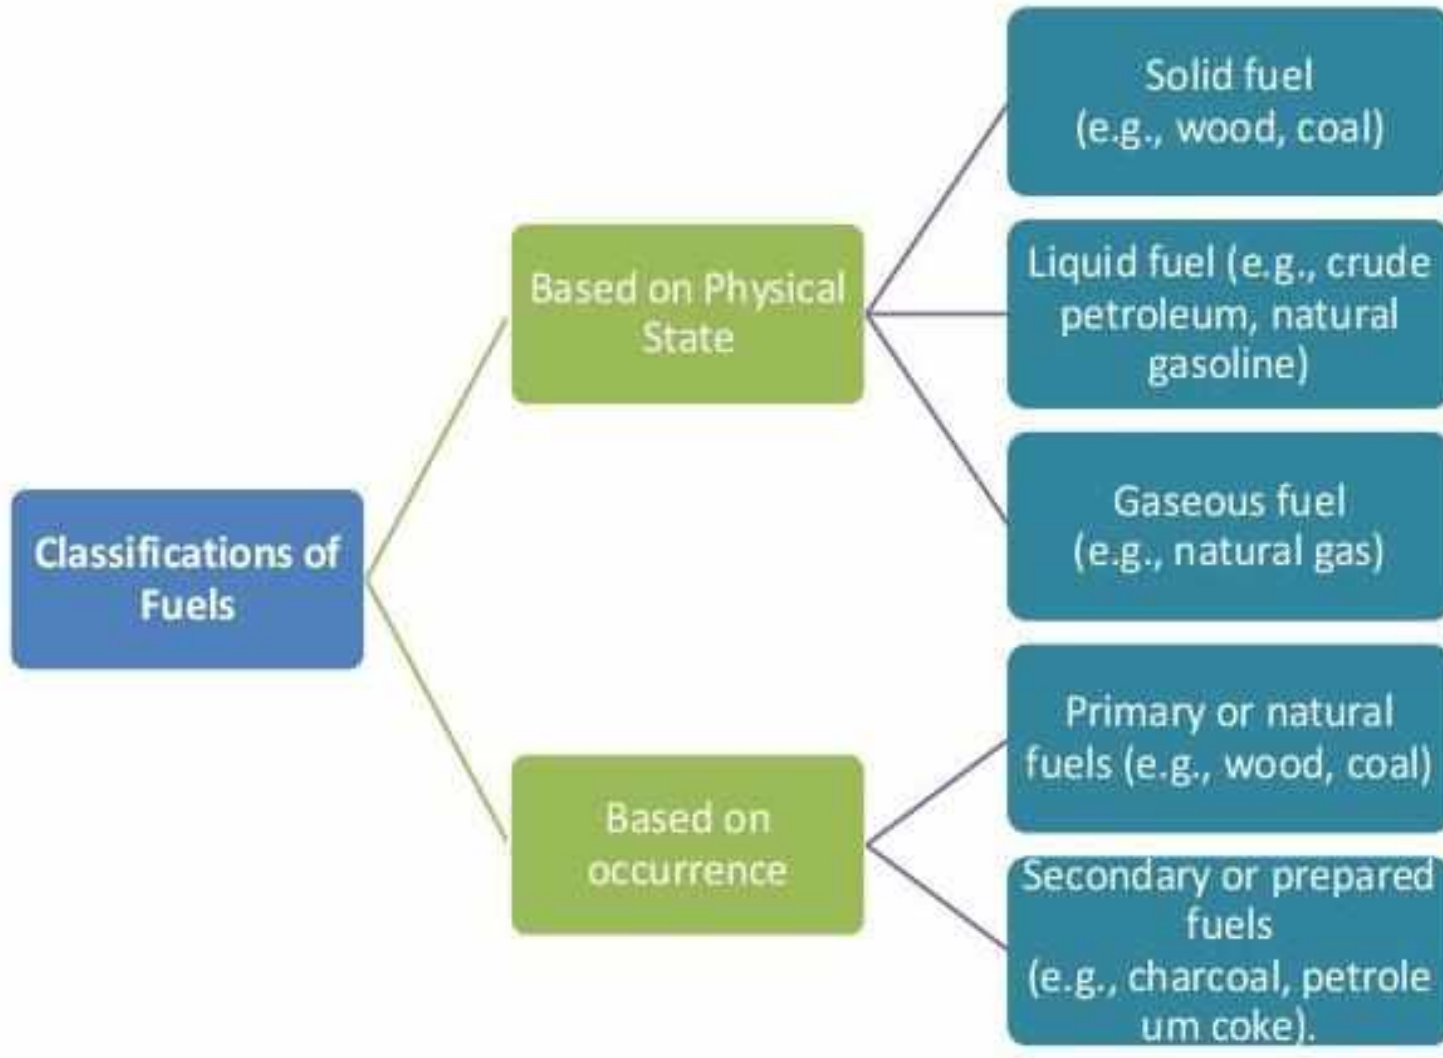 Classifications of
Fuels
Based on Physical
State
Solid fuel
(e.g., wood, coal)
Liquid fuel (e.g., crude
petroleum, natural
gasoline)
Gaseous fuel
(e.g., natural gas)
Based on
occurrence
Primary or natural
fuels (e.g., wood, coal)
Secondary or prepared
fuels
(e.g., charcoal, petrole
um coke).